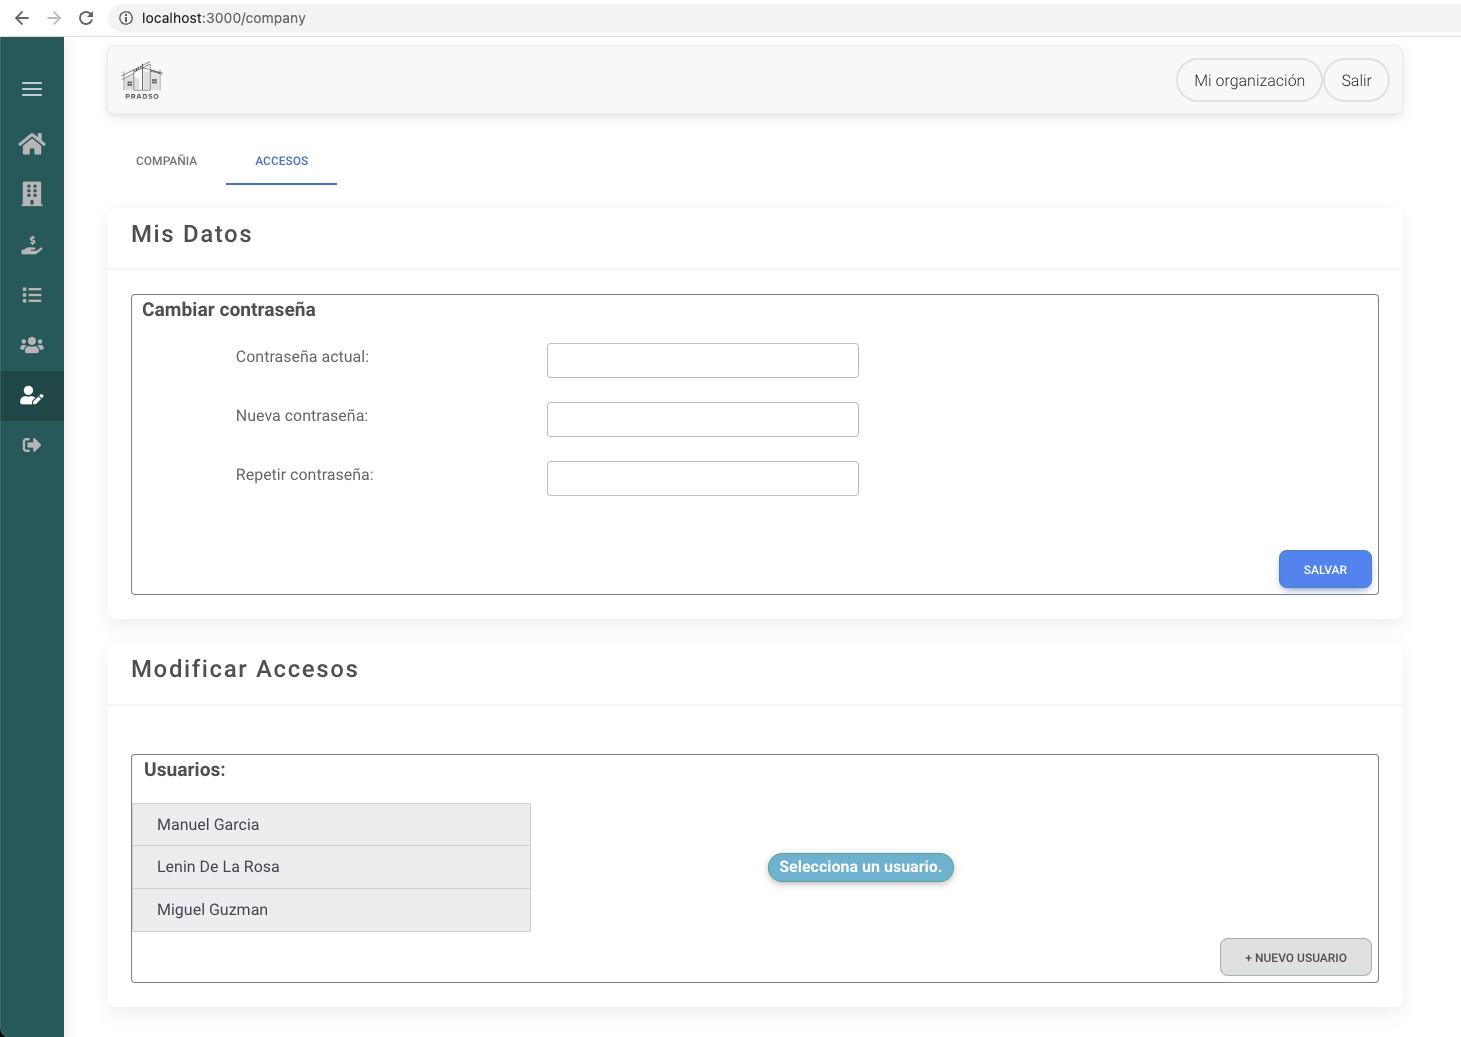 localhost:3000/company
PRADSO
Mi organización
Salir
COMPAÑIA
ACCESOS
Mis Datos
Cambiar contraseña
Contraseña actual:
Nueva contraseña:
Repetir contraseña:
SALVAR
Modificar Accesos
Usuarios:
Manuel Garcia
Lenin De La Rosa
Miguel Guzman
Selecciona un usuario.
+ NUEVO USUARIO